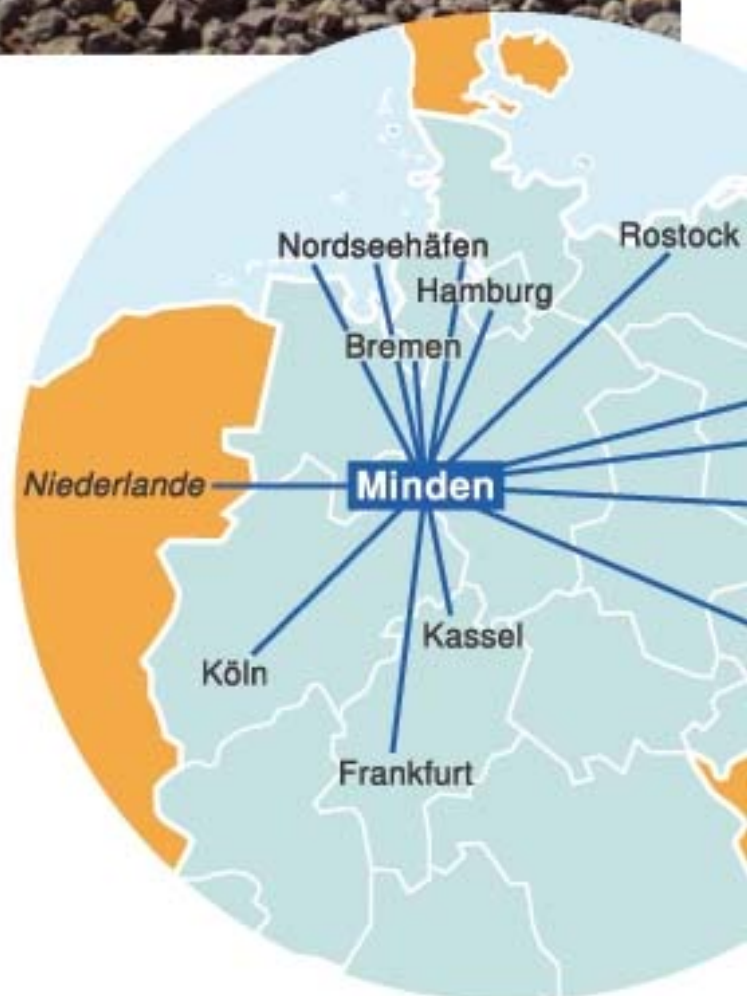 Nordseehäfen
Rostock
Hamburg
Bremen
Niederlande
Minden
Kassel
Köln
Frankfurt